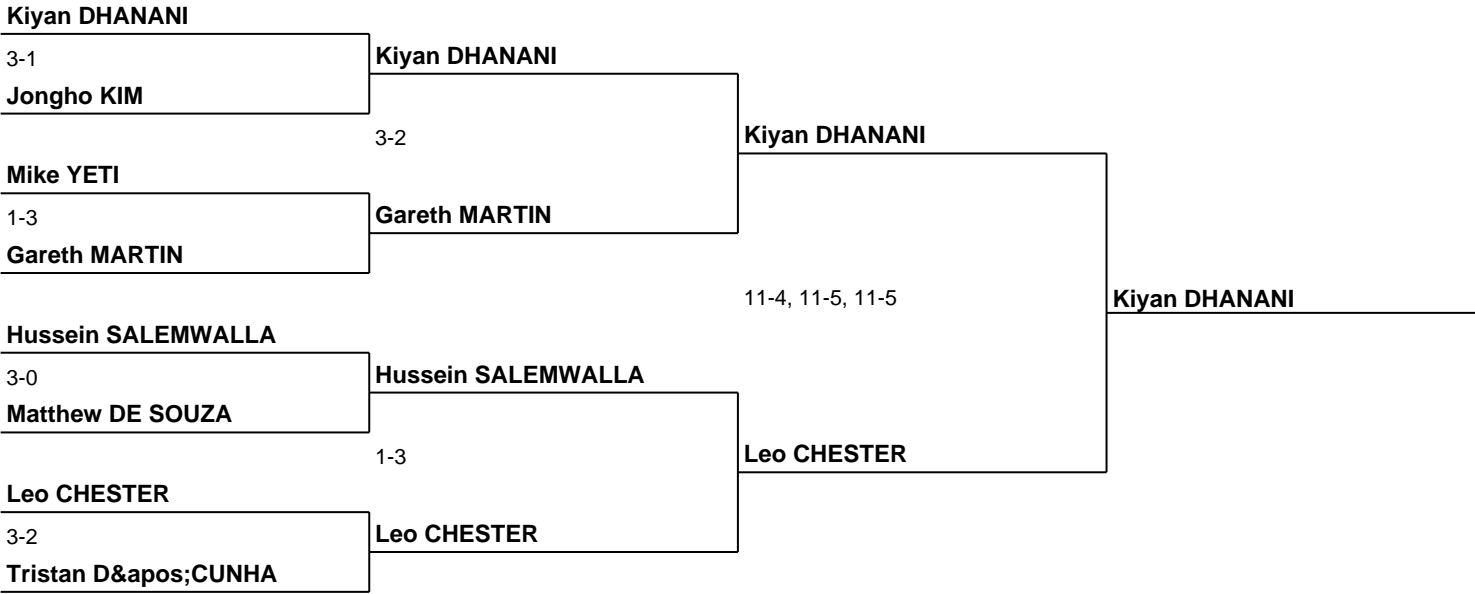 Kiyan DHANANI
3-1
Kiyan DHANANI
Jongho KIM
3-2
Kiyan DHANANI
Mike YETI
1-3
Gareth MARTIN
Gareth MARTIN
11-4, 11-5, 11-5
Kiyan DHANANI
Hussein SALEMWALLA
3-0
Hussein SALEMWALLA
Matthew DE SOUZA
1-3
Leo CHESTER
Leo CHESTER
3-2
Leo CHESTER
Tristan D&apos;CUNHA